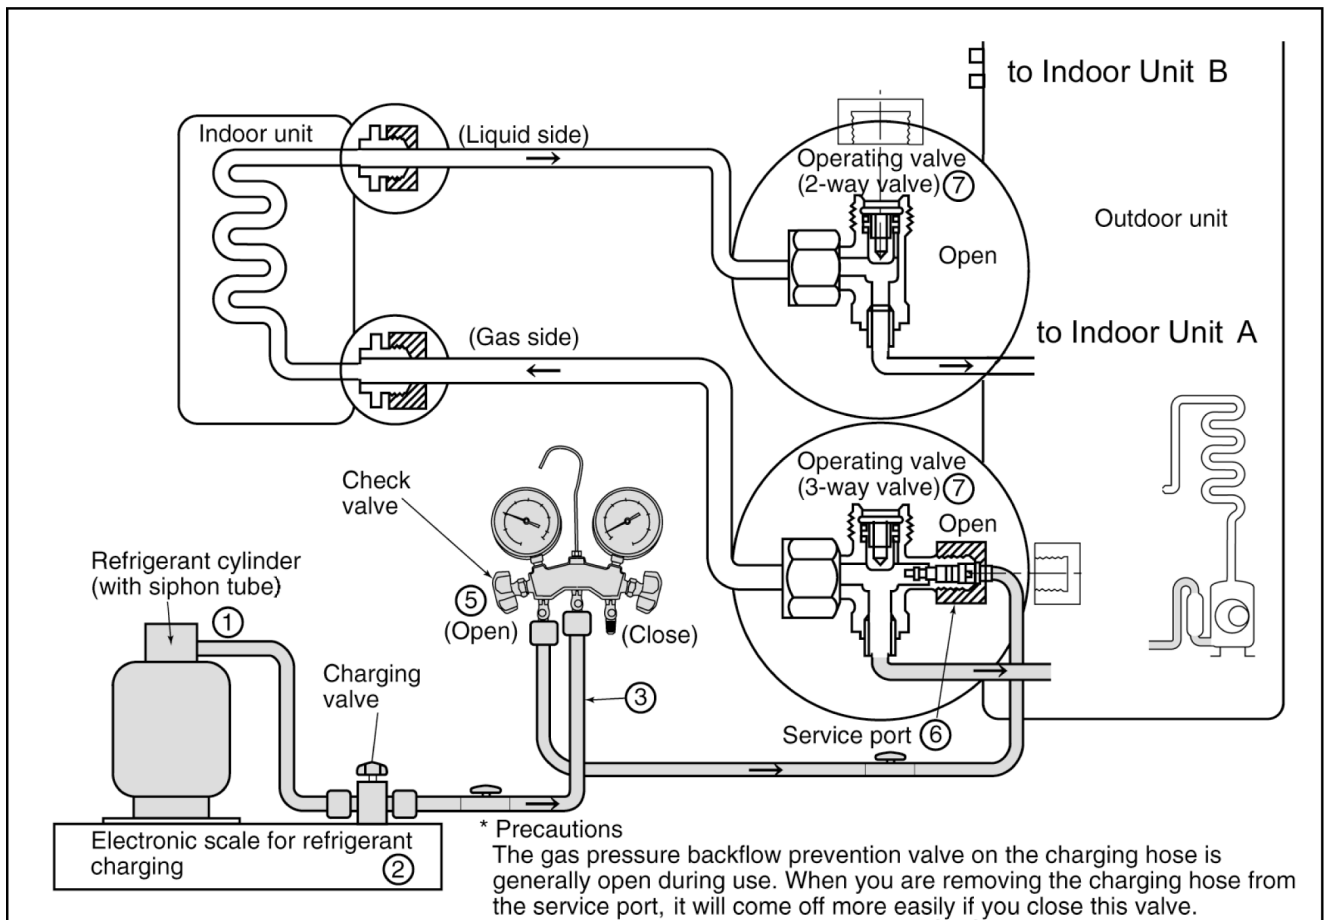 to Indoor Unit B
Indoor unit
(Liquid side)
Operating valve
(2-way valve) ⑦
Open
Outdoor unit
to Indoor Unit A
(Gas side)
Operating valve
(3-way valve) ⑦
Open
Check
valve
Refrigerant cylinder
(with siphon tube)
①
⑤
(Open)
(Close)
Charging
valve
③
Service port ⑥
Electronic scale for refrigerant
charging ②
* Precautions
The gas pressure backflow prevention valve on the charging hose is
generally open during use. When you are removing the charging hose from
the service port, it will come off more easily if you close this valve.